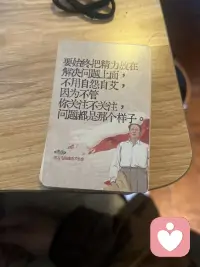 要始终把精力放在
解决问题上面，
不用自怨自艾，
因为不管
你关注不关注，
问题都是那个样子。